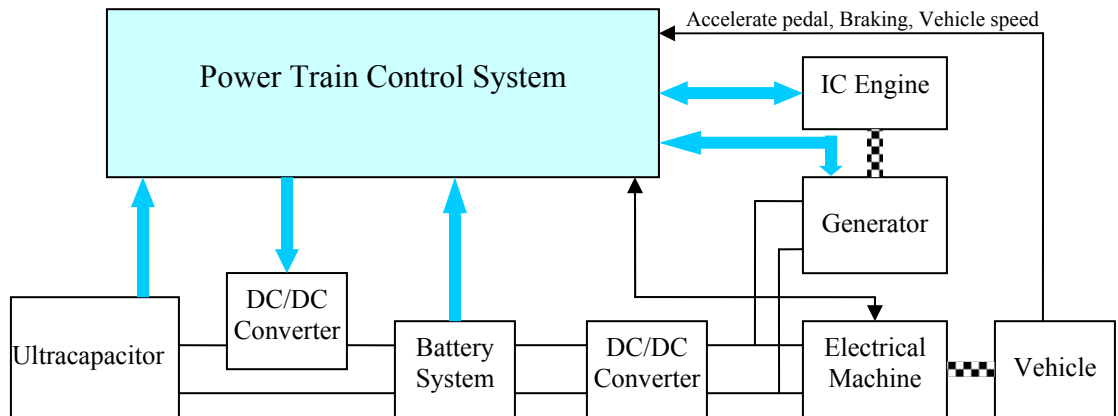 Accelerate pedal, Braking, Vehicle speed
Power Train Control System
IC Engine
Generator
DC/DC
Converter
Ultracapacitor
Battery
System
DC/DC
Converter
Electrical
Machine
Vehicle